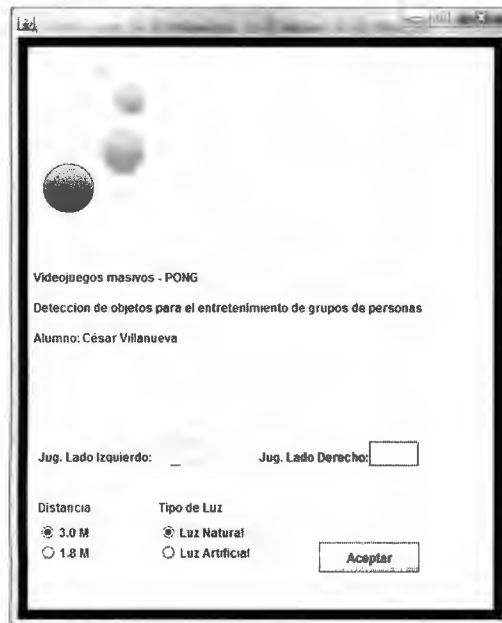 Videojuegos masivos - PONG
Deteccion de objetos para el entretenimiento de grupos de personas
Alumno: César Villanueva
Jug. Lado Izquierdo: Jug. Lado Derecho:
Distancia Tipo de Luz
3.0 M Luz Natural
1.8 M Luz Artificial
Aceptar